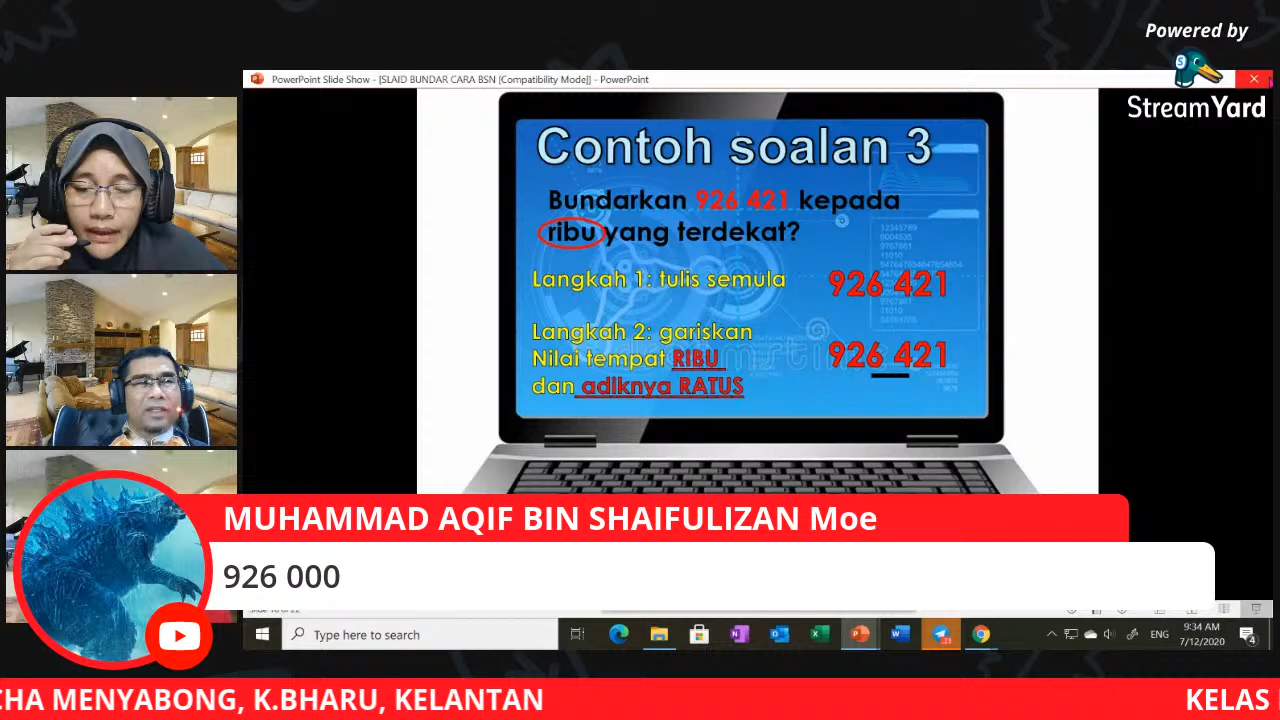 Powered by
StreamYard
PowerPoint Slide Show - [SLAID BUNDAR CARA BSN [Compatibility Mode]] - PowerPoint
Contoh soalan 3
Bundarkan 926 421 kepada
ribu yang terdekat?
Langkah 1: tulis semula 926 421
Langkah 2: gariskan
Nilai tempat RIBU 926 421
dan adiknya RATUS
MUHAMMAD AQIF BIN SHAIFULIZAN Moe
926 000
Type here to search
ENG
9:34 AM
7/12/2020
4
CHA MENYABONG, K.BHARU, KELANTAN
KELAS